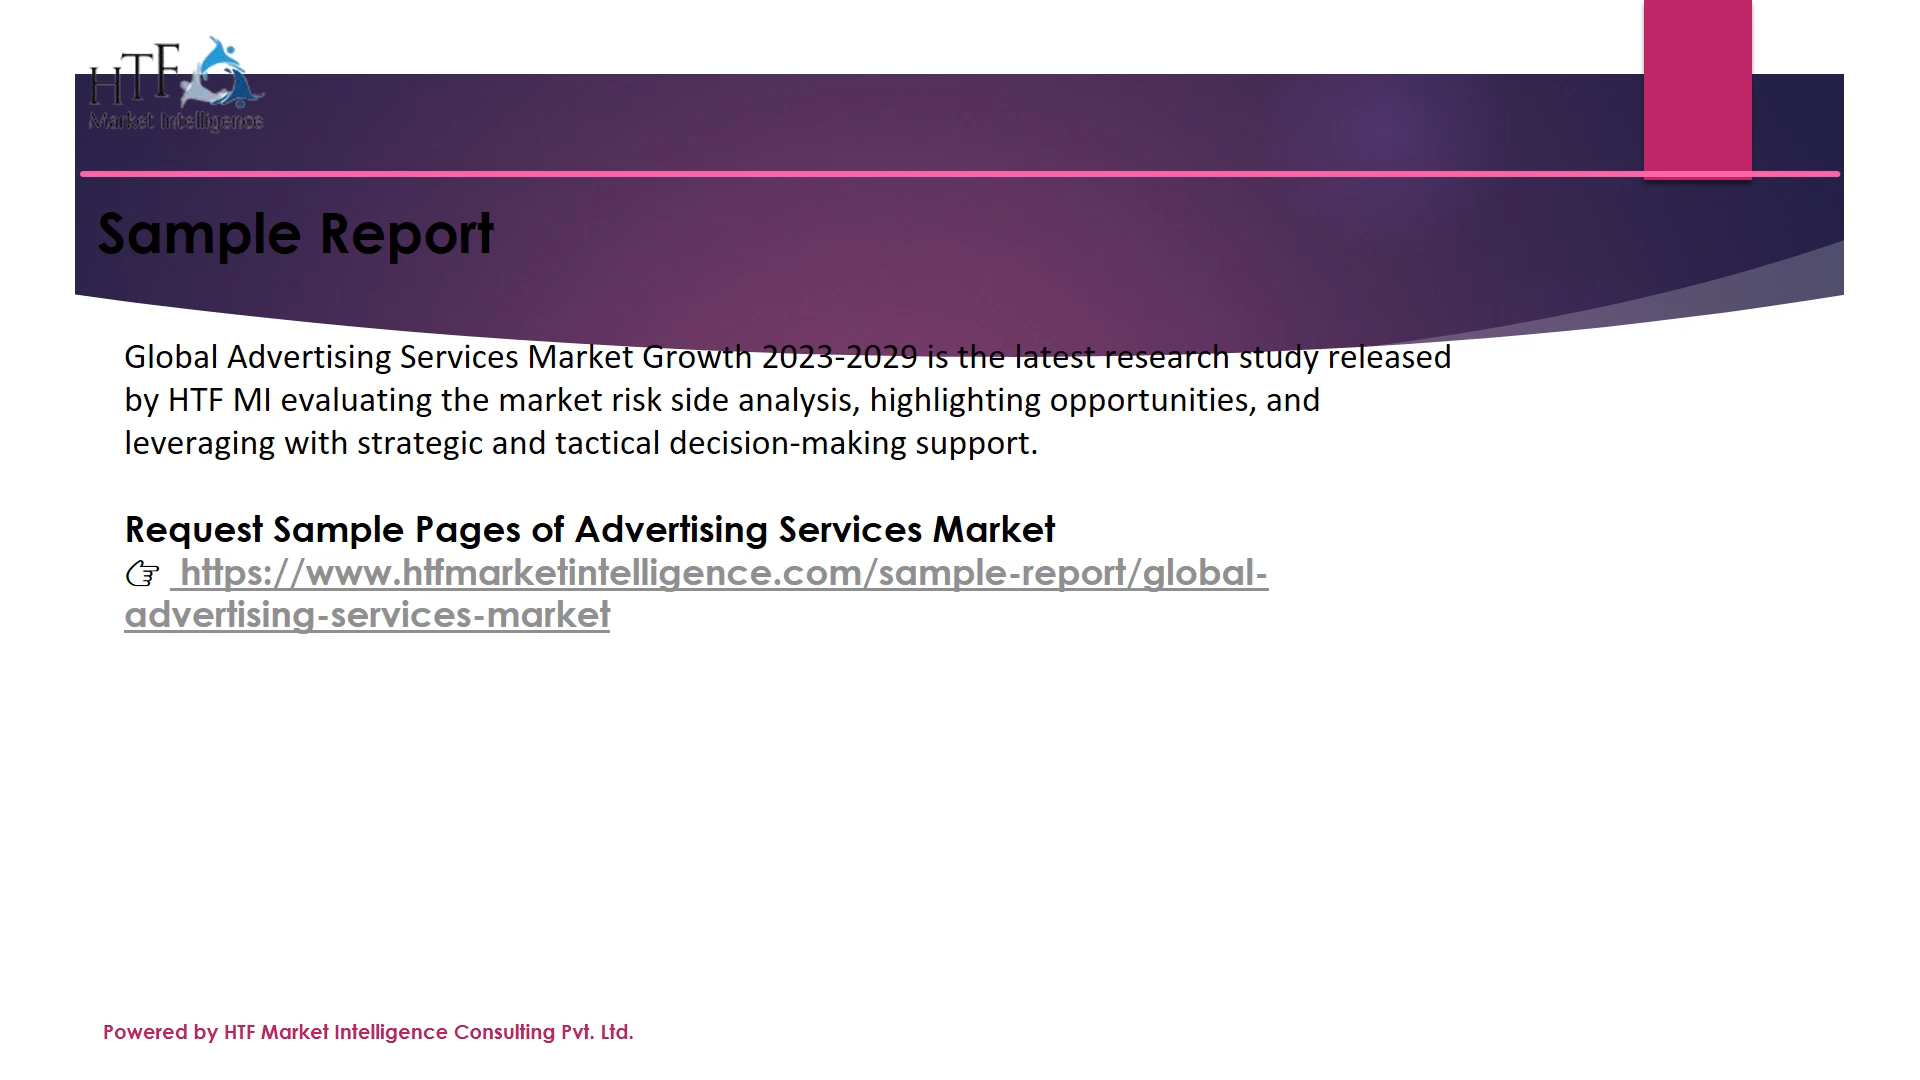 HTF
Market Intelligence
Sample Report
Global Advertising Services Market Growth 2023-2029 is the latest research study released
by HTF MI evaluating the market risk side analysis, highlighting opportunities, and
leveraging with strategic and tactical decision-making support.
Request Sample Pages of Advertising Services Market
👉 https://www.htfmarketintelligence.com/sample-report/global-
advertising-services-market
Powered by HTF Market Intelligence Consulting Pvt. Ltd.